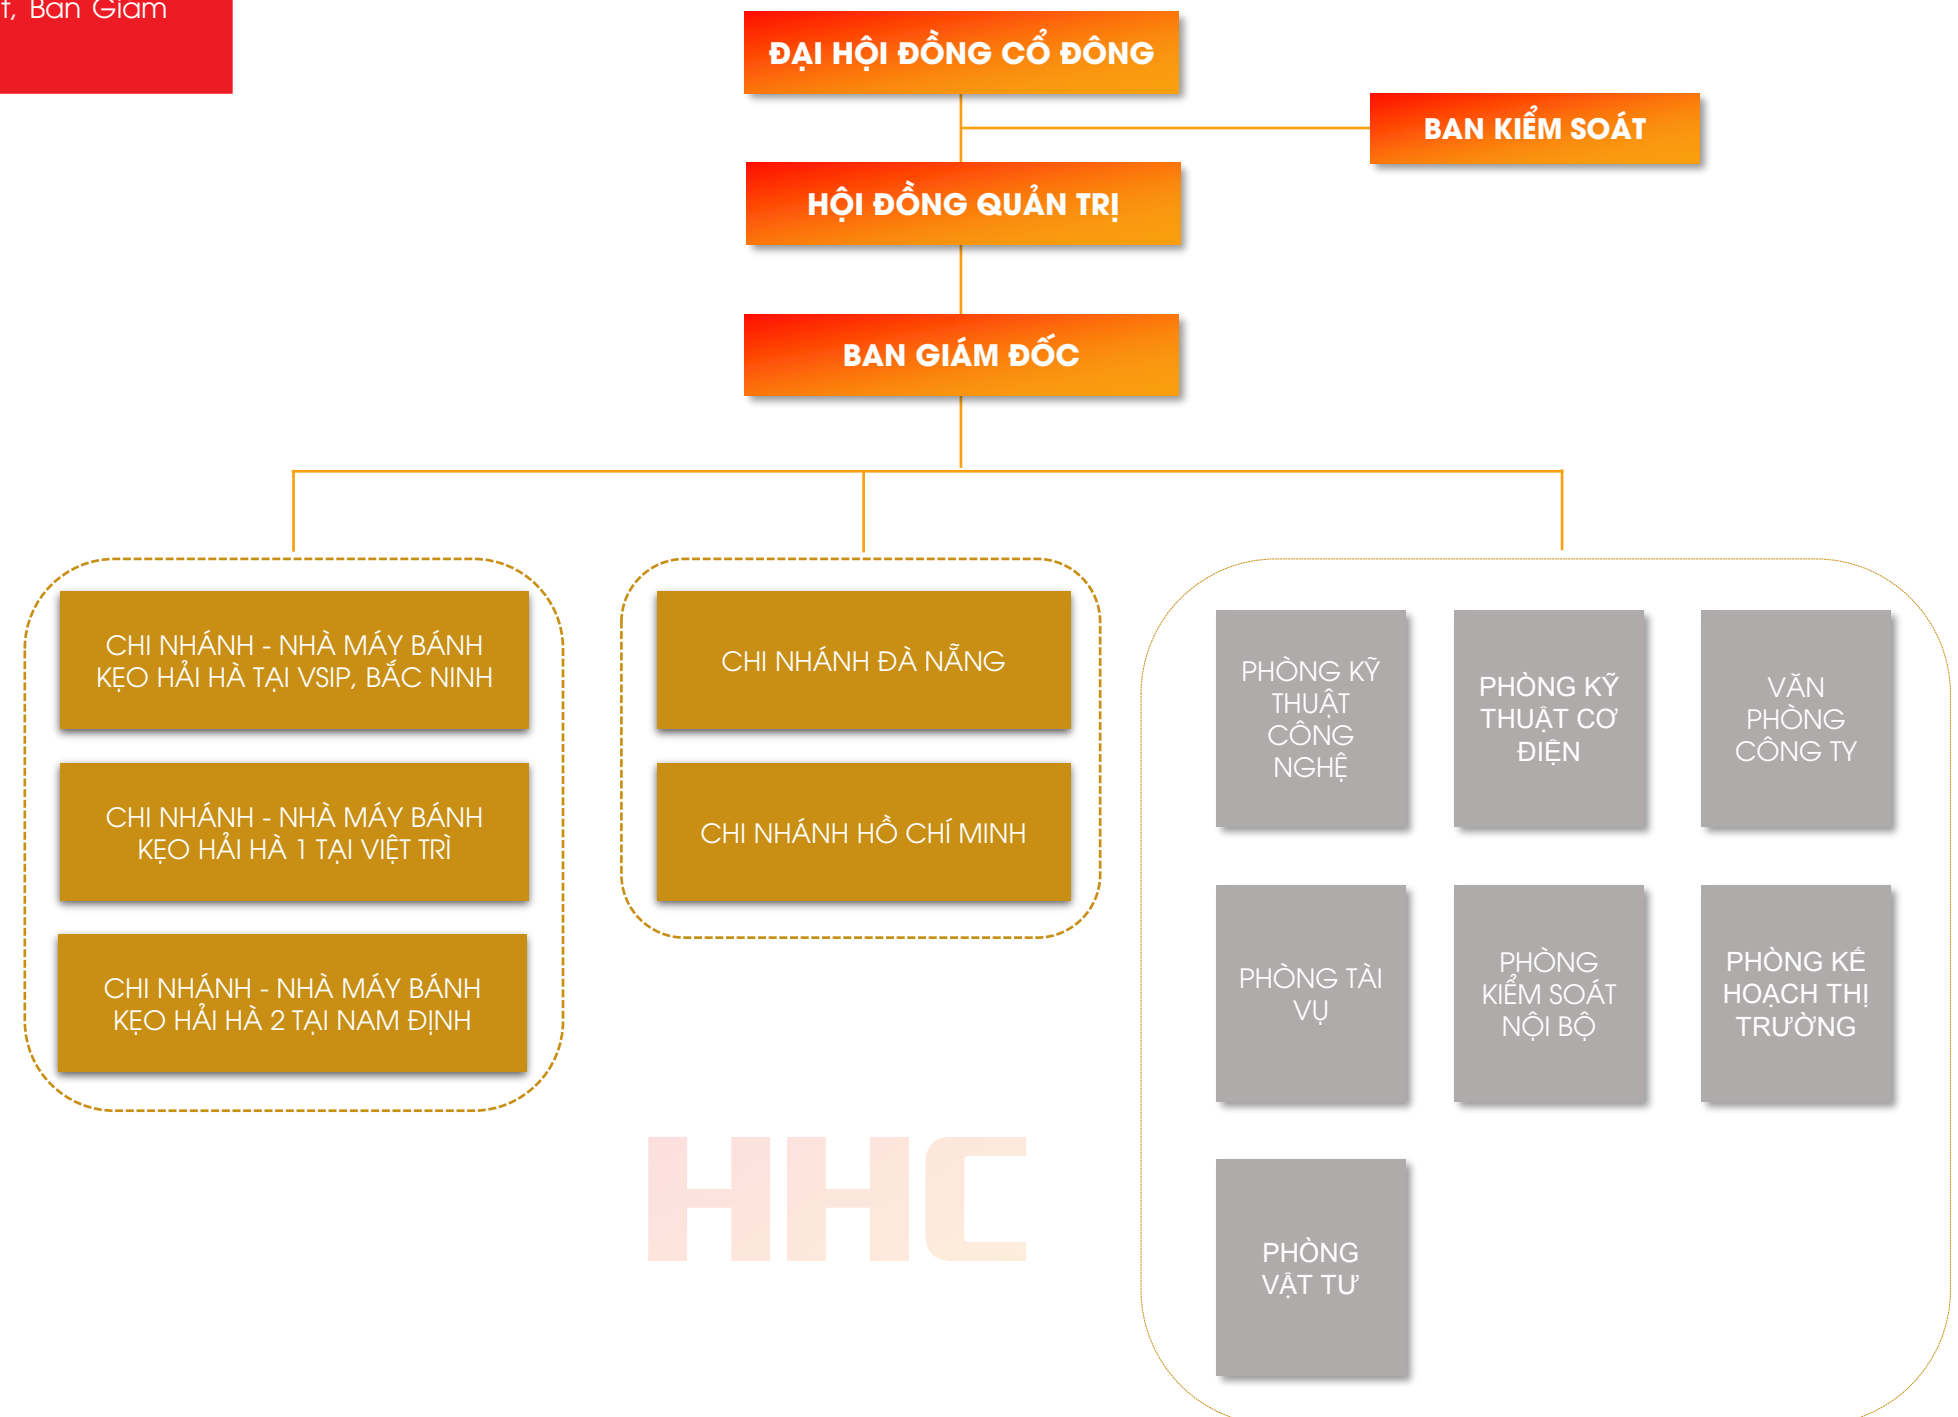 t, Ban Giám
ĐẠI HỘI ĐỒNG CỔ ĐÔNG
BAN KIỂM SOÁT
HỘI ĐỒNG QUẢN TRỊ
BAN GIÁM ĐỐC
CHI NHÁNH - NHÀ MÁY BÁNH
KẸO HẢI HÀ TẠI VSIP, BẮC NINH
CHI NHÁNH - NHÀ MÁY BÁNH
KẸO HẢI HÀ 1 TẠI VIỆT TRÌ
CHI NHÁNH - NHÀ MÁY BÁNH
KẸO HẢI HÀ 2 TẠI NAM ĐỊNH
CHI NHÁNH ĐÀ NẴNG
CHI NHÁNH HỒ CHÍ MINH
PHÒNG KỸ
THUẬT
CÔNG
NGHỆ
PHÒNG KỸ
THUẬT CƠ
ĐIỆN
VĂN
PHÒNG
CÔNG TY
PHÒNG TÀI
VỤ
PHÒNG
KIỂM SOÁT
NỘI BỘ
PHÒNG KẾ
HOẠCH THỊ
TRƯỜNG
PHÒNG
VẬT TƯ
HHC